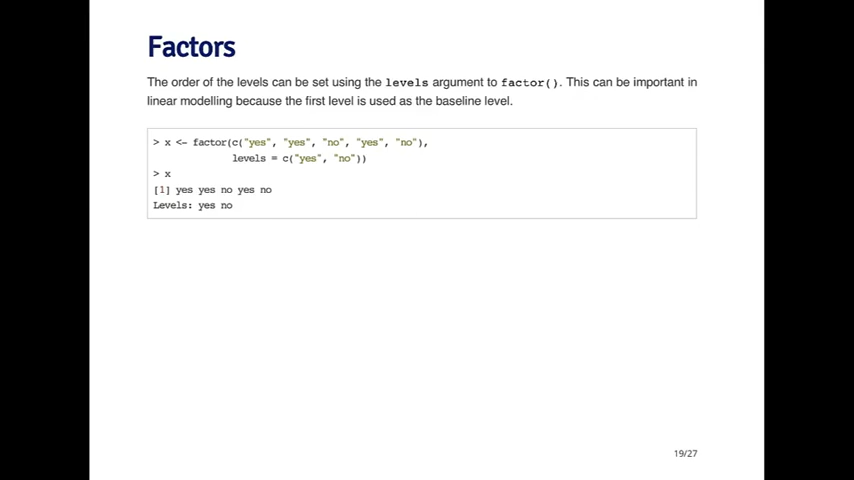 Factors
The order of the levels can be set using the levels argument to factor(). This can be important in
linear modelling because the first level is used as the baseline level.
> x <- factor(c("yes", "yes", "no", "yes", "no"),
levels = c("yes", "no"))
> x
[1] yes yes no yes no
Levels: yes no
19/27